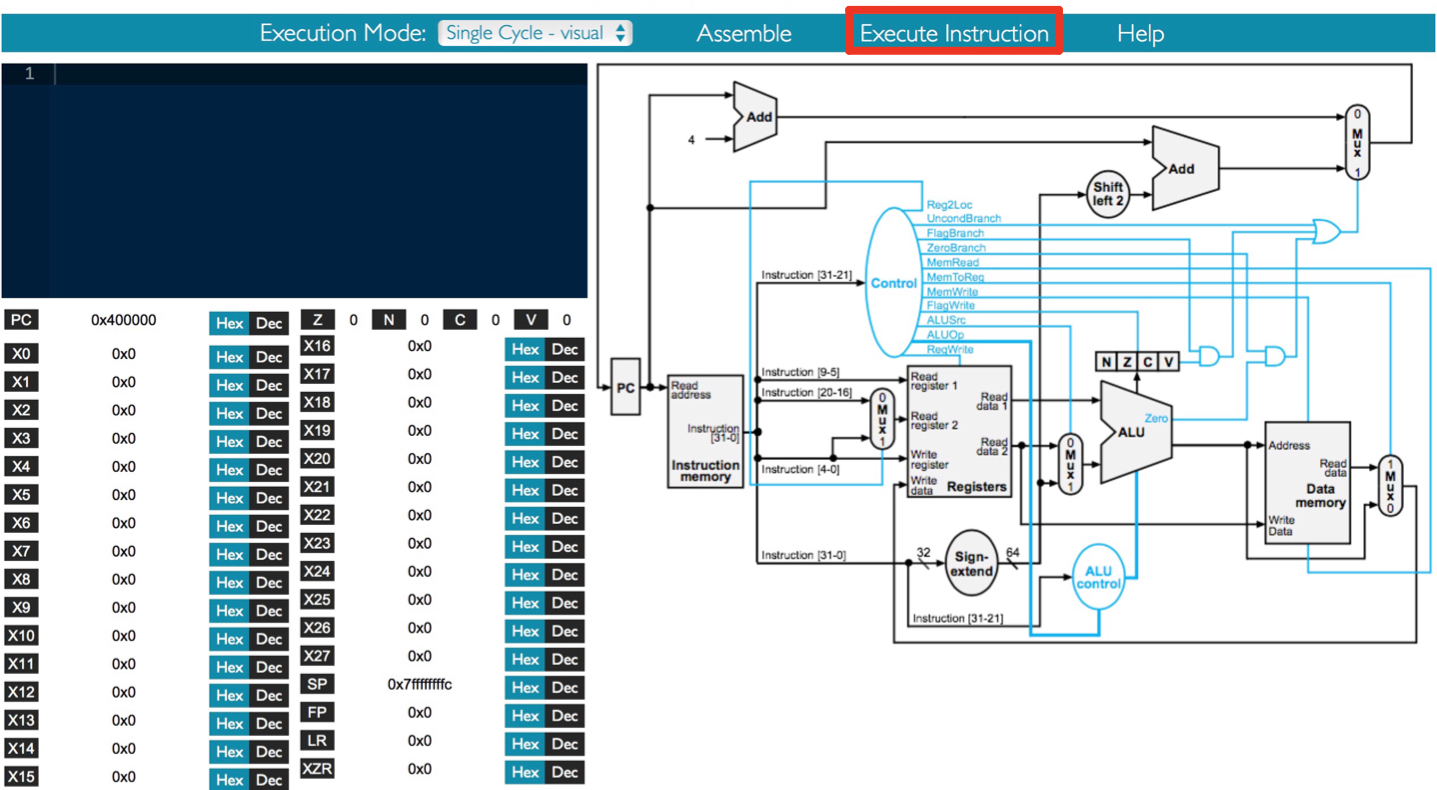 Execution Mode: Single Cycle - visual Assemble Execute Instruction Help
1
PC 0x400000 Hex Dec Z 0 N 0 C 0 V 0
X0 0x0 Hex Dec X16 0x0 Hex Dec
X1 0x0 Hex Dec X17 0x0 Hex Dec
X2 0x0 Hex Dec X18 0x0 Hex Dec
X3 0x0 Hex Dec X19 0x0 Hex Dec
X4 0x0 Hex Dec X20 0x0 Hex Dec
X5 0x0 Hex Dec X21 0x0 Hex Dec
X6 0x0 Hex Dec X22 0x0 Hex Dec
X7 0x0 Hex Dec X23 0x0 Hex Dec
X8 0x0 Hex Dec X24 0x0 Hex Dec
X9 0x0 Hex Dec X25 0x0 Hex Dec
X10 0x0 Hex Dec X26 0x0 Hex Dec
X11 0x0 Hex Dec X27 0x0 Hex Dec
X12 0x0 Hex Dec SP 0x7ffffffffc Hex Dec
X13 0x0 Hex Dec FP 0x0 Hex Dec
X14 0x0 Hex Dec LR 0x0 Hex Dec
X15 0x0 Hex Dec XZR 0x0 Hex Dec
Add
4
Add
Shift
left 2
0
Mux
1
Reg2Loc
UncondBranch
FlagBranch
ZeroBranch
MemRead
MemToReg
MemWrite
FlagWrite
ALUSrc
ALUOp
RegWrite
Control
Instruction [31-21]
Instruction [9-5]
Instruction [20-16]
Instruction [4-0]
Instruction [31-0]
Instruction [31-21]
PC
Read
address
Instruction
[31-0]
Instruction
memory
0
Mux
1
Read
register 1
Read
register 2
Write
register
Write
data
Read
data 1
Read
data 2
Registers
32
Sign-
extend
64
0
Mux
1
N Z C V
Zero
ALU
ALU
control
Address
Read
data
Data
memory
Write
Data
1
Mux
0